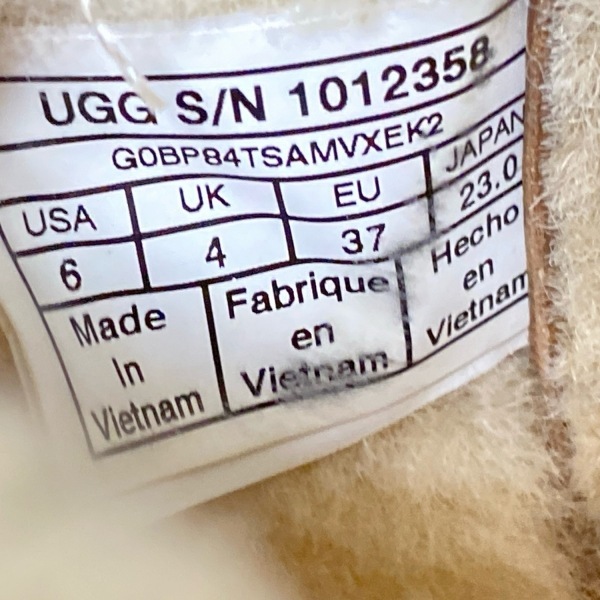 UGG S/N 1012358
G0BP84TSAMVXEK2
USA UK EU JAPAN
6 4 37 23.0
Made Fabrique Hecho
In en en
Vietnam Vietnam Vietnam